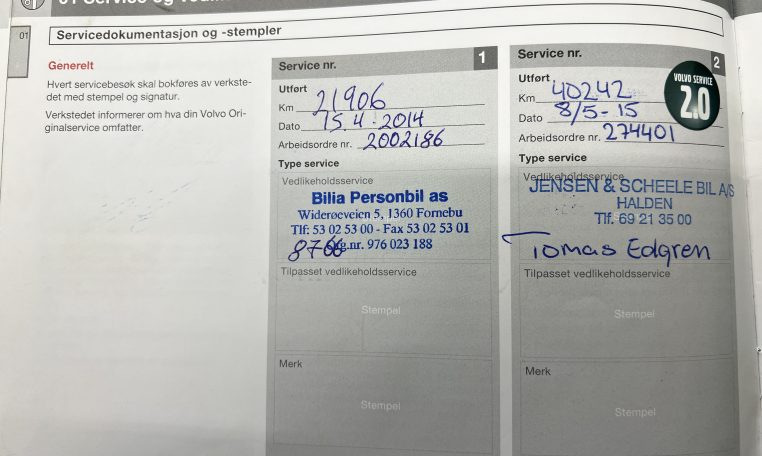 01
Servicedokumentasjon og -stempler
Generelt
Hvert servicebesøk skal bokføres av verkste-
det med stempel og signatur.
Verkstedet informerer om hva din Volvo Ori-
ginalservice omfatter.
Service nr. 1
Utført
Km 21906
Dato 15.4.2014
Arbeidsordre nr. 2002186
Type service
Vedlikeholdsservice
Bilia Personbil as
Widerøeveien 5, 1360 Fornebu
Tlf: 53 02 53 00 - Fax 53 02 53 01
Org.nr. 976 023 188
Tilpasset vedlikeholdsservice
Stempel
Merk
Stempel
Service nr. 2
Utført
Km 40242
Dato 8/5-15
Arbeidsordre nr. 274401
VOLVO SERVICE
2.0
Type service
Vedlikeholdsservice
JENSEN & SCHEELE BIL A/S
HALDEN
Tlf. 69 21 35 00
Tomas Edgren
Tilpasset vedlikeholdsservice
Stempel
Merk
Stempel